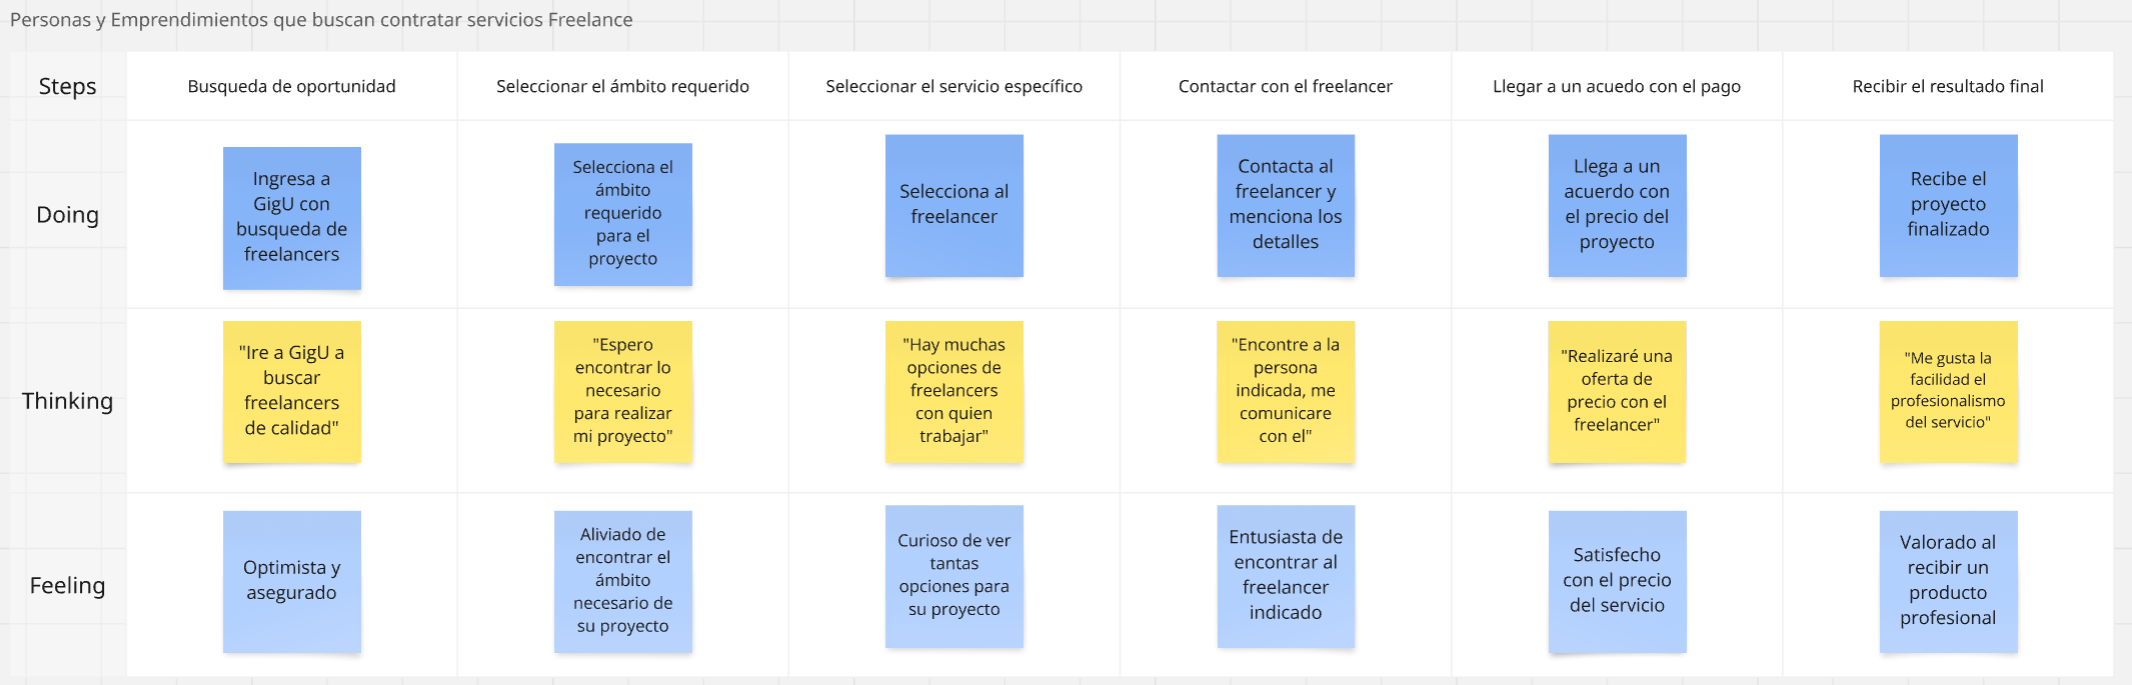 Personas y Emprendimientos que buscan contratar servicios Freelance
Steps
Busqueda de oportunidad
Seleccionar el ámbito requerido
Seleccionar el servicio específico
Contactar con el freelancer
Llegar a un acuedo con el pago
Recibir el resultado final
Doing
Ingresa a
GigU con
busqueda de
freelancers
Selecciona el
ámbito
requerido
para el
proyecto
Selecciona al
freelancer
Contacta al
freelancer y
menciona los
detalles
Llega a un
acuerdo con
el precio del
proyecto
Recibe el
proyecto
finalizado
Thinking
"Ire a GigU a
buscar
freelancers
de calidad"
"Espero
encontrar lo
necesario
para realizar
mi proyecto"
"Hay muchas
opciones de
freelancers
con quien
trabajar"
"Encontre a la
persona
indicada, me
comunicare
con el"
"Realizaré una
oferta de
precio con el
freelancer"
"Me gusta la
facilidad el
profesionalismo
del servicio"
Feeling
Optimista y
asegurado
Aliviado de
encontrar el
ámbito
necesario de
su proyecto
Curioso de ver
tantas
opciones para
su proyecto
Entusiasta de
encontrar al
freelancer
indicado
Satisfecho
con el precio
del servicio
Valorado al
recibir un
producto
profesional